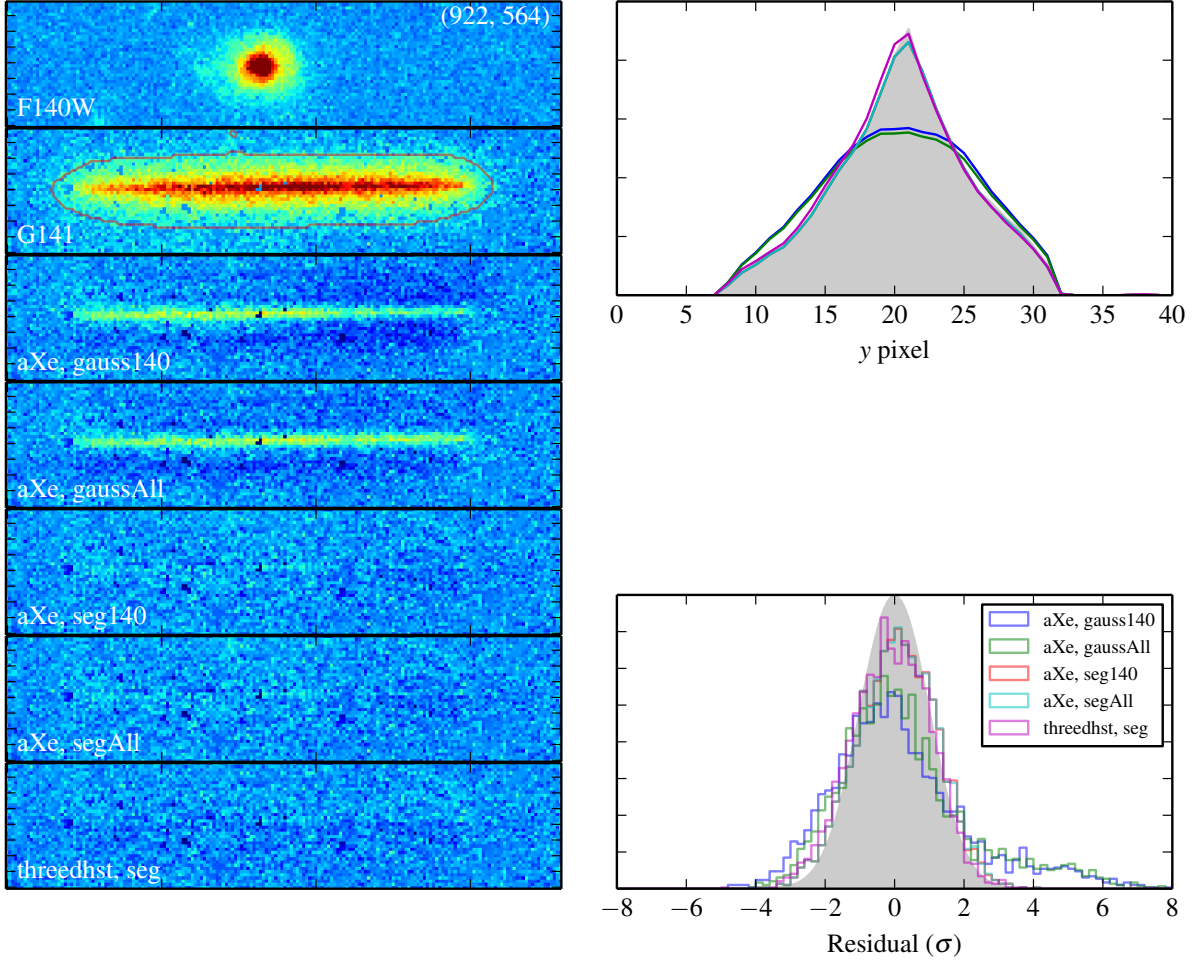 (922, 564)
F140W
G141
aXe, gauss140
aXe, gaussAll
aXe, seg140
aXe, segAll
threedhst, seg
0 5 10 15 20 25 30 35 40
y pixel
aXe, gauss140
aXe, gaussAll
aXe, seg140
aXe, segAll
threedhst, seg
−8 −6 −4 −2 0 2 4 6 8
Residual (σ)